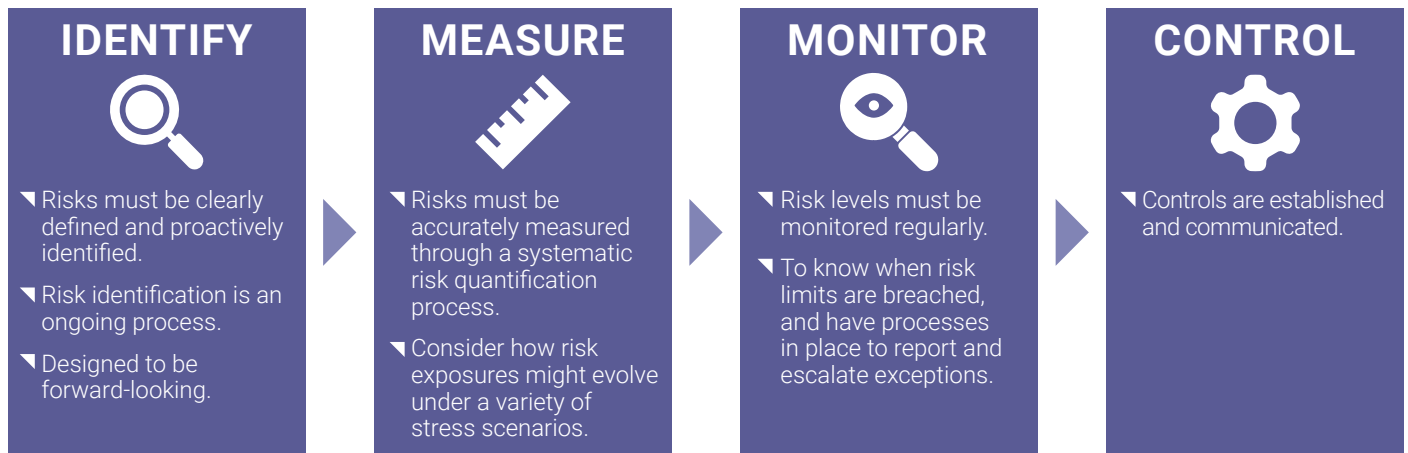 IDENTIFY
Risks must be clearly
defined and proactively
identified.
Risk identification is an
ongoing process.
Designed to be
forward-looking.
MEASURE
Risks must be
accurately measured
through a systematic
risk quantification
process.
Consider how risk
exposures might evolve
under a variety of
stress scenarios.
MONITOR
Risk levels must be
monitored regularly.
To know when risk
limits are breached,
and have processes
in place to report and
escalate exceptions.
CONTROL
Controls are established
and communicated.